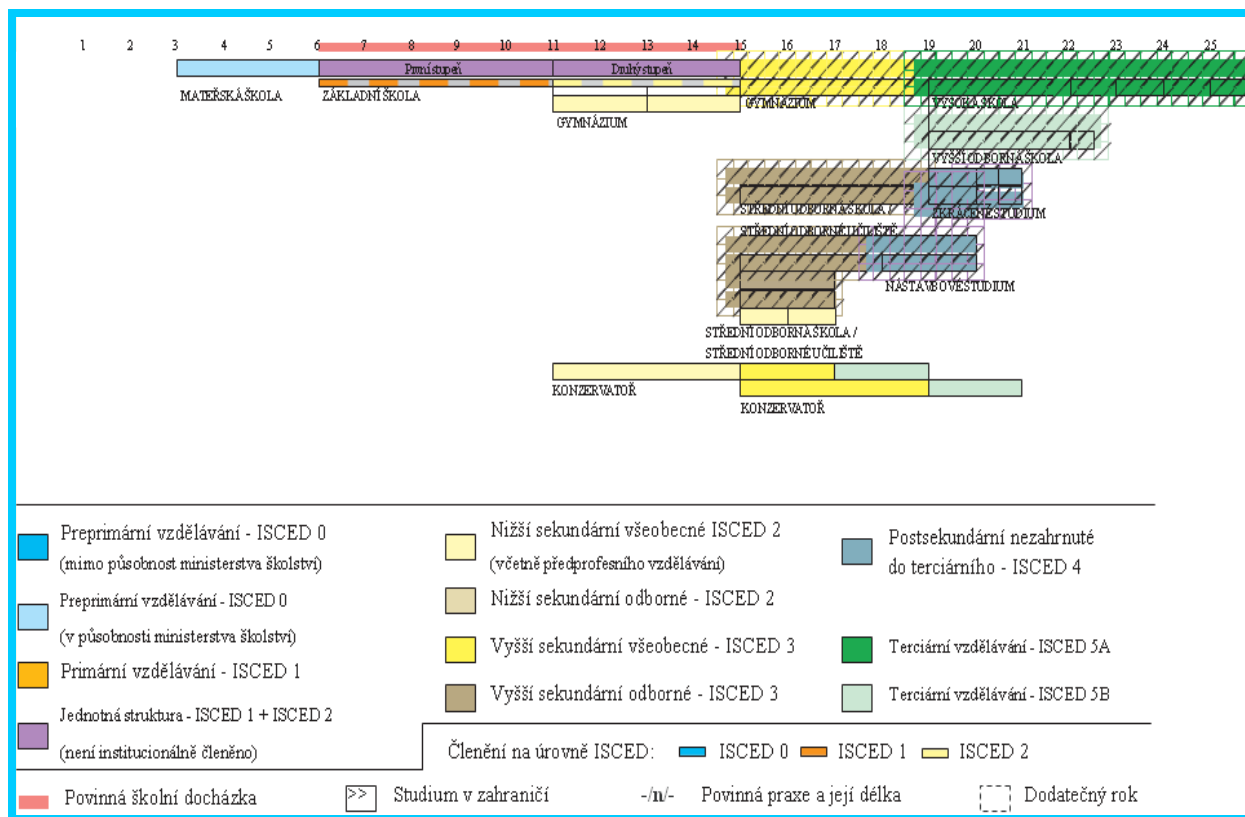 1 2 3 4 5 6 7 8 9 10 11 12 13 14 15 16 17 18 19 20 21 22 23 24 25
První stupeň Druhý stupeň
MATEŘSKÁ ŠKOLA ZÁKLADNÍ ŠKOLA GYMNÁZIUM VYSOKÁ ŠKOLA
GYMNÁZIUM
VYŠŠÍ ODBORNÁ ŠKOLA
STŘEDNÍ ODBORNÁ ŠKOLA / ZKRÁCENÉ STUDIUM
STŘEDNÍ ODBORNÉ UČILIŠTĚ
NÁSTAVBOVÉ STUDIUM
STŘEDNÍ ODBORNÁ ŠKOLA /
STŘEDNÍ ODBORNÉ UČILIŠTĚ
KONZERVATOŘ
KONZERVATOŘ
Preprimární vzdělávání - ISCED 0
(mimo působnost ministerstva školství)
Preprimární vzdělávání - ISCED 0
(v působnosti ministerstva školství)
Primární vzdělávání - ISCED 1
Jednotná struktura - ISCED 1 + ISCED 2
(není institucionálně členěno)
Nižší sekundární všeobecné ISCED 2
(včetně předprofesního vzdělávání)
Nižší sekundární odborné - ISCED 2
Vyšší sekundární všeobecné - ISCED 3
Vyšší sekundární odborné - ISCED 3
Postsekundární nezahrnuté
do terciárního - ISCED 4
Terciární vzdělávání - ISCED 5A
Terciární vzdělávání - ISCED 5B
Členění na úrovně ISCED: ISCED 0 ISCED 1 ISCED 2
Povinná školní docházka >> Studium v zahraničí -/n/- Povinná praxe a její délka Dodatečný rok